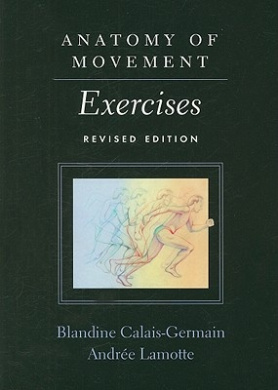 ANATOMY OF
MOVEMENT
Exercises
REVISED EDITION
Blandine Calais-Germain
Andrée Lamotte